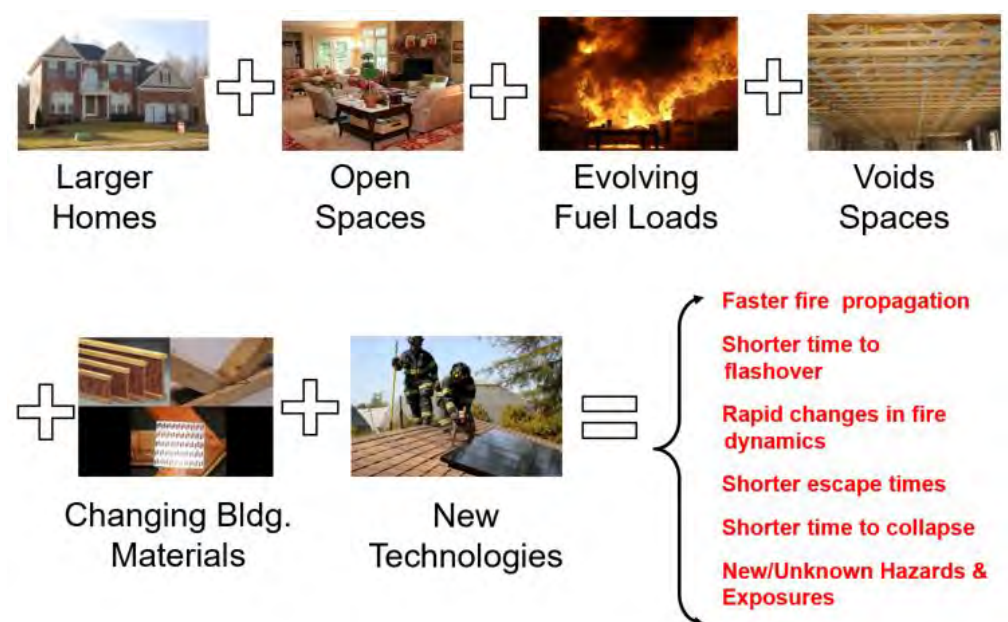 Larger
Homes
Open
Spaces
Evolving
Fuel Loads
Voids
Spaces
Changing Bldg.
Materials
New
Technologies
Faster fire propagation
Shorter time to
flashover
Rapid changes in fire
dynamics
Shorter escape times
Shorter time to collapse
New/Unknown Hazards &
Exposures